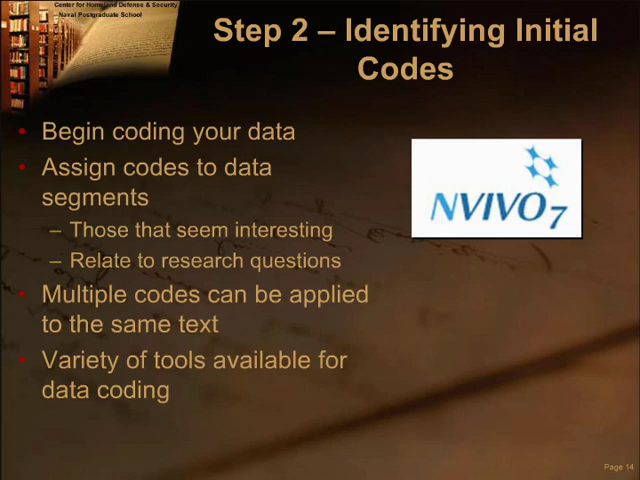 Center for Homeland Defense & Security
Naval Postgraduate School
Step 2 – Identifying Initial
Codes
• Begin coding your data
• Assign codes to data
segments
– Those that seem interesting
– Relate to research questions
• Multiple codes can be applied
to the same text
• Variety of tools available for
data coding
NVIVO7
Page 14